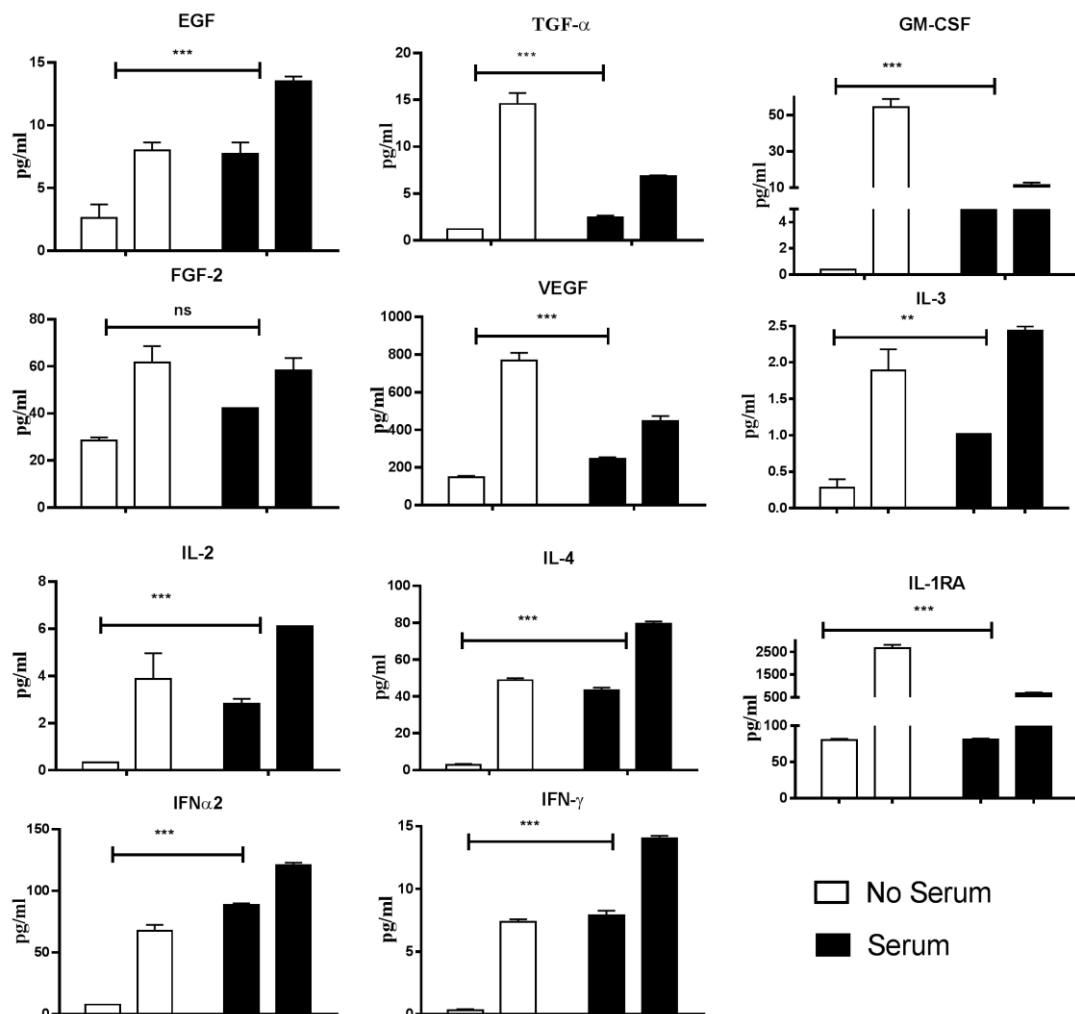 EGF
***
15
10
5
0
pg/ml
TGF-α
***
20
15
10
5
0
pg/ml
GM-CSF
***
50
30
10
4
2
0
pg/ml
FGF-2
ns
80
60
40
20
0
pg/ml
VEGF
***
1000
800
600
400
200
0
pg/ml
IL-3
**
2.5
2.0
1.5
1.0
0.5
0.0
pg/ml
IL-2
***
8
6
4
2
0
pg/ml
IL-4
***
100
80
60
40
20
0
pg/ml
IL-1RA
***
2500
1500
500
100
50
0
pg/ml
IFNα2
***
150
100
50
0
pg/ml
IFN-γ
***
15
10
5
0
pg/ml
No Serum
Serum